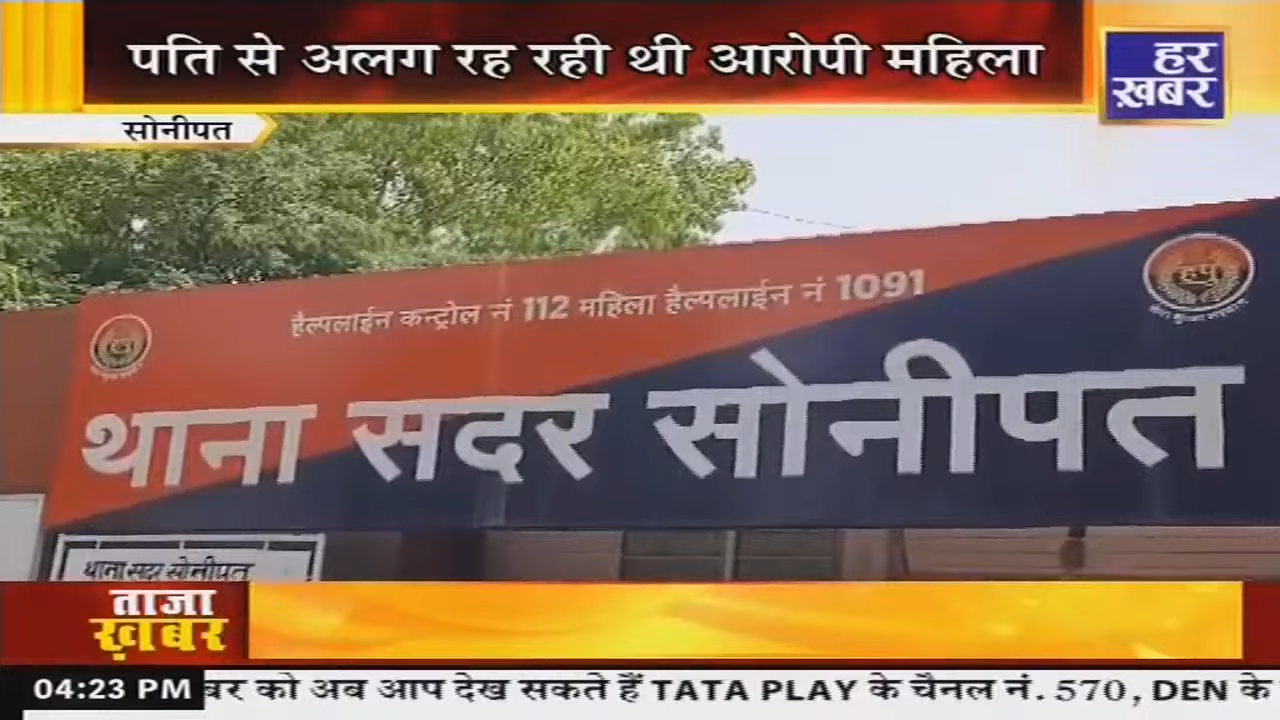 पति से अलग रह रही थी आरोपी महिला
हर
ख़बर
सोनीपत
हैल्पलाईन कन्ट्रोल नं 112 महिला हैल्पलाईन नं 1091
थाना सदर सोनीपत
थाना सदर सोनीपत
ताजा
ख़बर
04:23 PM बर को अब आप देख सकते हैं TATA PLAY के चैनल नं. 570, DEN के